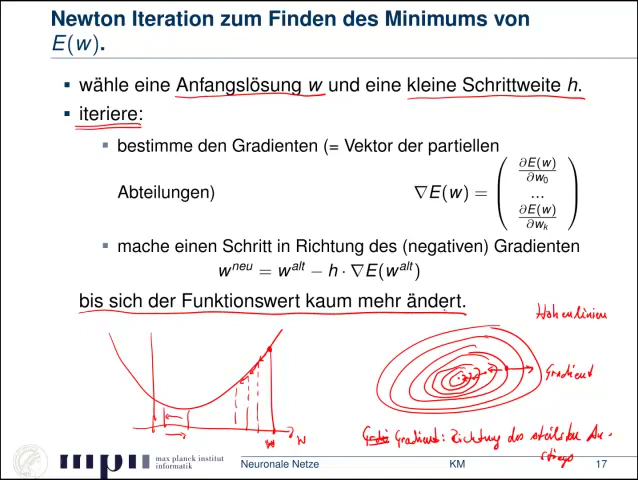 Newton Iteration zum Finden des Minimums von
E(w).
wähle eine Anfangslösung w und eine kleine Schrittweite h.
iteriere:
bestimme den Gradienten (= Vektor der partiellen
Abteilungen) ∇E(w) = ( ∂E(w)/∂w₀ ... ∂E(w)/∂wₖ )
mache einen Schritt in Richtung des (negativen) Gradienten
w^neu = w^alt − h · ∇E(w^alt)
bis sich der Funktionswert kaum mehr ändert.
Höhenlinien
Gradient
w w
Gradient: Richtung des steilsten An-
stiegs
max planck institut
informatik
Neuronale Netze KM 17